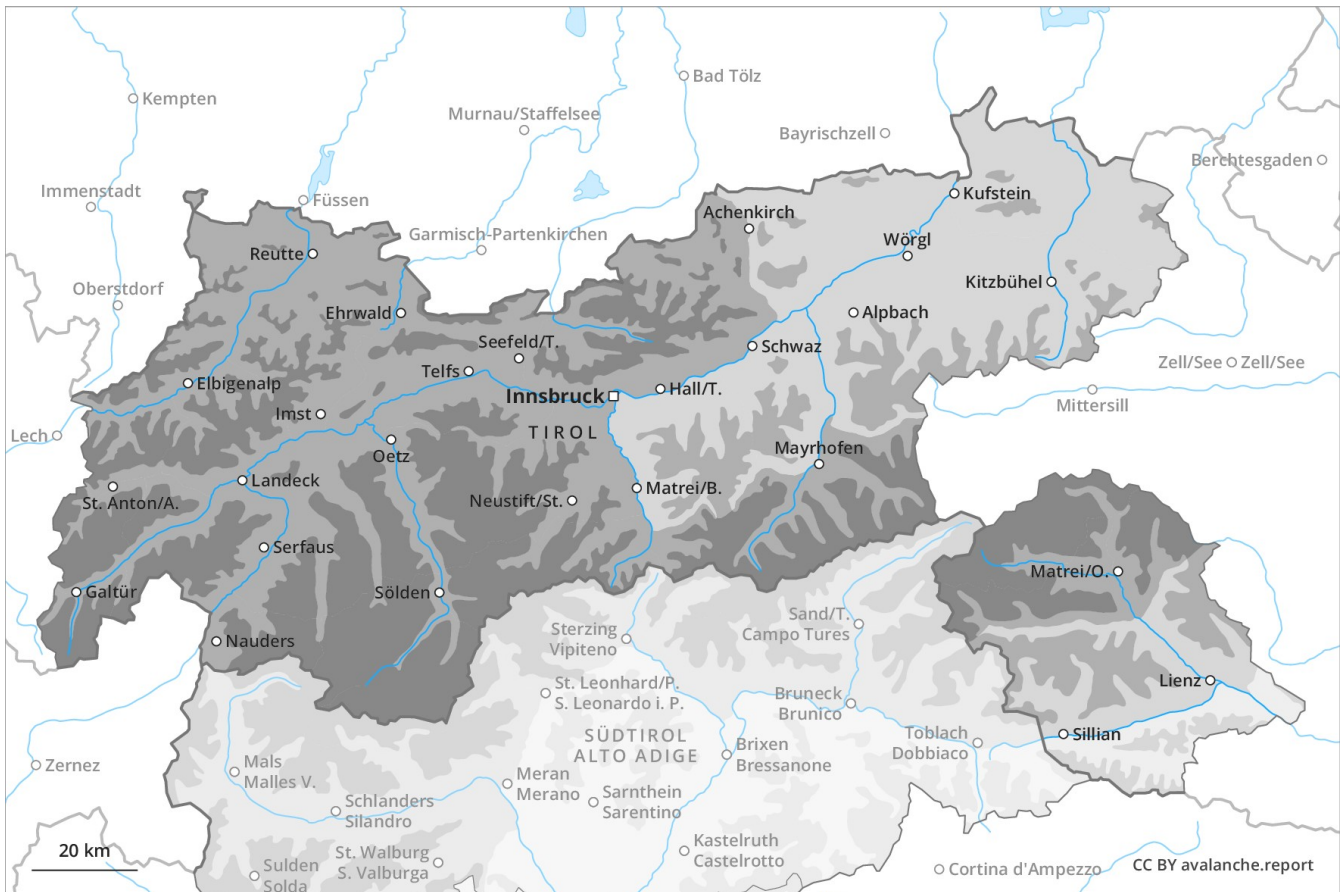 Kempten
Bad Tölz
Murnau/Staffelsee
Bayrischzell
Berchtesgaden
Immenstadt
Füssen
Kufstein
Achenkirch
Garmisch-Partenkirchen
Wörgl
Reutte
Oberstdorf
Kitzbühel
Ehrwald
Alpbach
Seefeld/T.
Schwaz
Zell/See
Zell/See
Telfs
Elbigenalp
Hall/T.
Innsbruck
Mittersill
Imst
Lech
TIROL
Oetz
Mayrhofen
Landeck
Matrei/B.
St. Anton/A.
Neustift/St.
Serfaus
Matrei/O.
Galtür
Sölden
Sand/T.
Campo Tures
Sterzing
Vipiteno
Nauders
Lienz
St. Leonhard/P.
S. Leonardo i. P.
Bruneck
Brunico
Sillian
Toblach
Dobbiaco
SÜDTIROL
ALTO ADIGE
Brixen
Bressanone
Zernez
Mals
Malles V.
Meran
Merano
Schlanders
Silandro
Sarnthein
Sarentino
Kastelruth
Castelrotto
20 km
St. Walburg
S. Valburga
Sulden
Solda
Cortina d'Ampezzo
CC BY avalanche.report